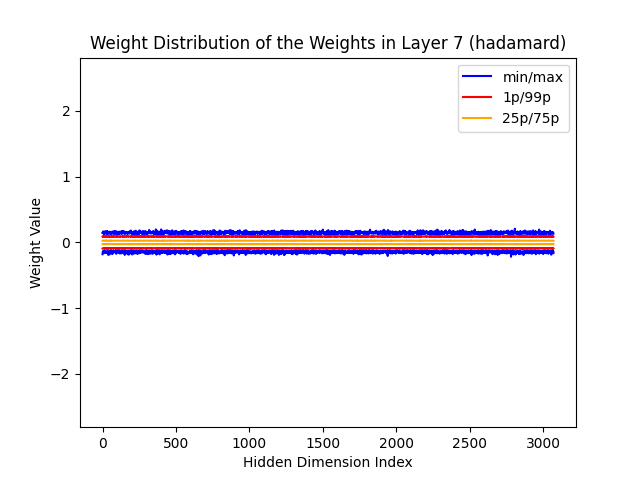 Weight Distribution of the Weights in Layer 7 (hadamard)
min/max
1p/99p
25p/75p
Weight Value
2
1
0
−1
−2
0 500 1000 1500 2000 2500 3000
Hidden Dimension Index